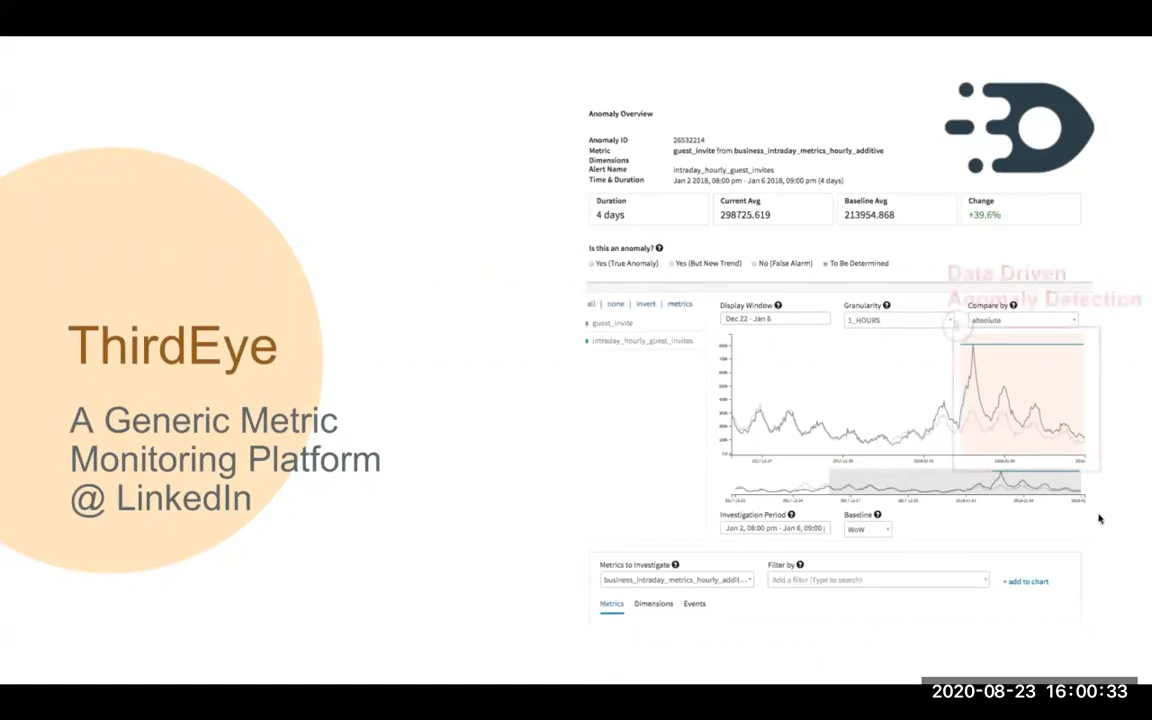 ThirdEye
A Generic Metric
Monitoring Platform
@ LinkedIn
Anomaly Overview
Anomaly ID 26532214
Metric guest_invite from business_intraday_metrics_hourly_additive
Dimensions
Alert Name intraday_hourly_guest_invites
Time & Duration Jan 2 2018, 08:00 pm - Jan 6 2018, 09:00 pm (4 days)
Duration Current Avg Baseline Avg Change
4 days 298725.619 213954.868 +39.6%
Is this an anomaly?
Yes (True Anomaly) Yes (But New Trend) No (False Alarm) To Be Determined
Data Driven
Anomaly Detection
all | none | invert | metrics
guest_invite
intraday_hourly_guest_invites
Display Window Granularity Compare by
Dec 22 - Jan 6 1_HOURS absolute
Investigation Period Baseline
Jan 2, 08:00 pm - Jan 6, 09:00 WoW
Metrics to Investigate Filter by
business_intraday_metrics_hourly_addit... Add a filter (Type to search) + add to chart
Metrics Dimensions Events
2020-08-23 16:00:33